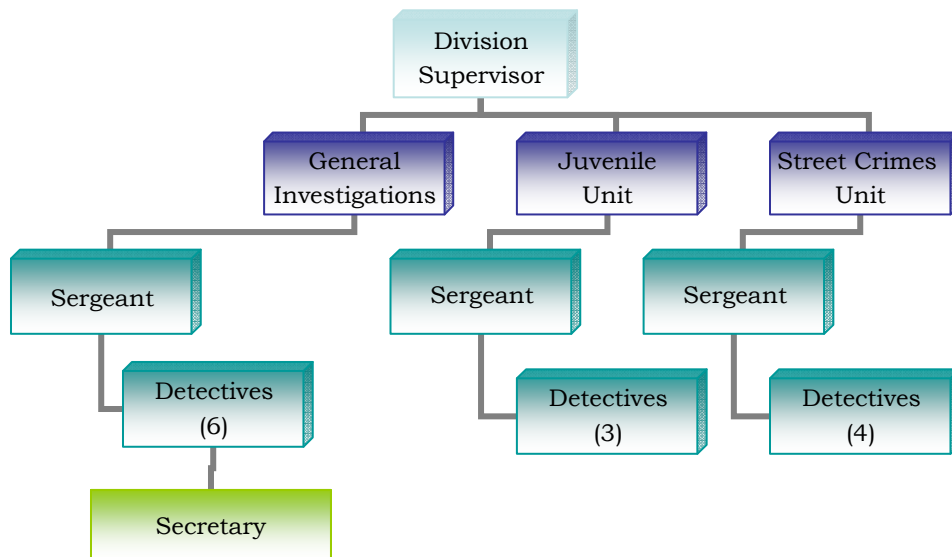 Division
Supervisor
General
Investigations
Juvenile
Unit
Street Crimes
Unit
Sergeant
Sergeant
Sergeant
Detectives
(6)
Detectives
(3)
Detectives
(4)
Secretary